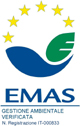 EMAS
GESTIONE AMBIENTALE
VERIFICATA
N. Registrazione IT-000833